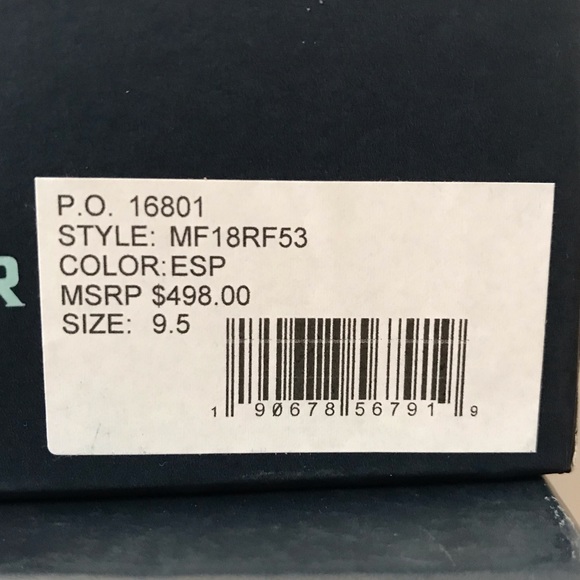 P.O. 16801
STYLE: MF18RF53
COLOR:ESP
R
MSRP $498.00
SIZE: 9.5
1 90678 56791 9